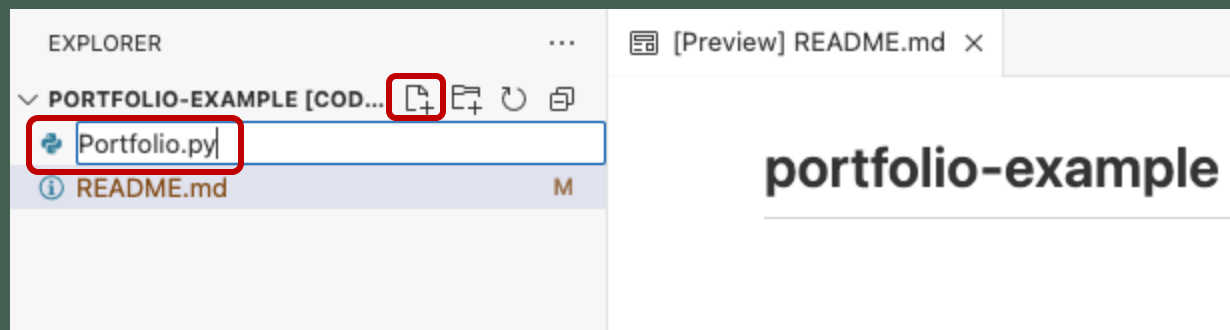 EXPLORER
[Preview] README.md
PORTFOLIO-EXAMPLE [COD...
Portfolio.py
README.md M
portfolio-example